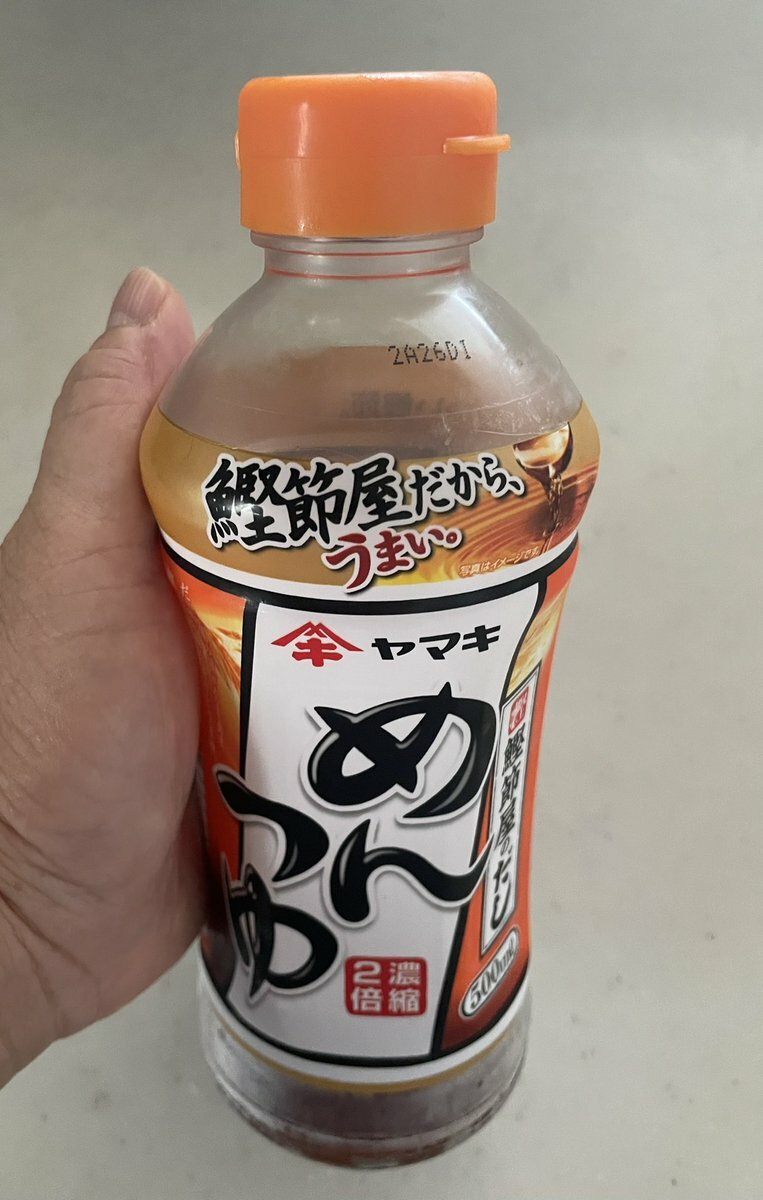 2A26DI
鰹節屋だから、
うまい。
写真はイメージです。
ヤマキ
めんつゆ
鰹節屋のだし
500ml
濃縮
2倍